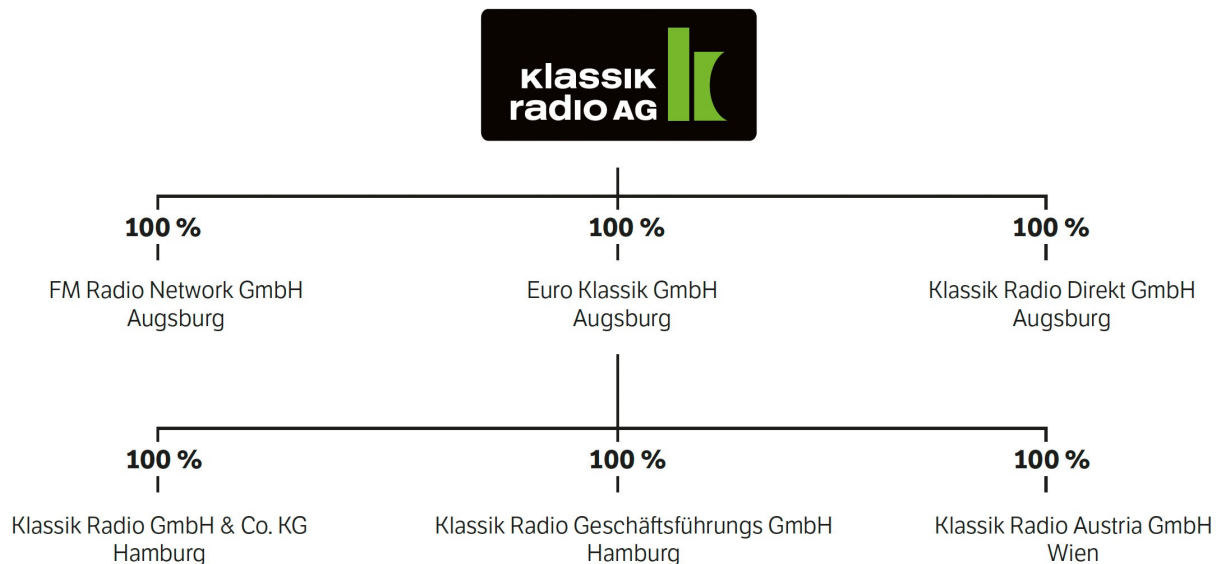 klassik
radio AG
100 % 100 % 100 %
FM Radio Network GmbH Euro Klassik GmbH Klassik Radio Direkt GmbH
Augsburg Augsburg Augsburg
100 % 100 % 100 %
Klassik Radio GmbH & Co. KG Klassik Radio Geschäftsführungs GmbH Klassik Radio Austria GmbH
Hamburg Hamburg Wien